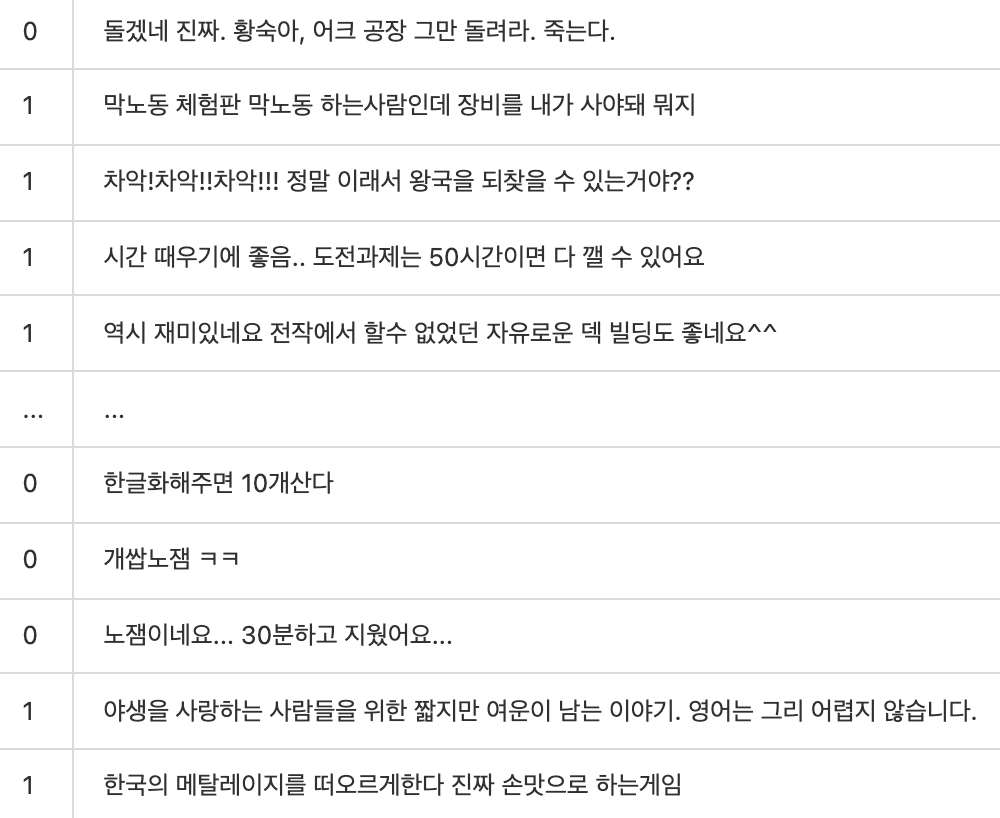 0 돌겠네 진짜. 황숙아, 어크 공장 그만 돌려라. 죽는다.
1 막노동 체험판 막노동 하는사람인데 장비를 내가 사야돼 뭐지
1 차악!차악!!차악!!! 정말 이래서 왕국을 되찾을 수 있는거야??
1 시간 때우기에 좋음.. 도전과제는 50시간이면 다 깰 수 있어요
1 역시 재미있네요 전작에서 할수 없었던 자유로운 덱 빌딩도 좋네요^^
... ...
0 한글화해주면 10개산다
0 개쌉노잼 ㅋㅋ
0 노잼이네요... 30분하고 지웠어요...
1 야생을 사랑하는 사람들을 위한 짧지만 여운이 남는 이야기. 영어는 그리 어렵지 않습니다.
1 한국의 메탈레이지를 떠오르게한다 진짜 손맛으로 하는게임